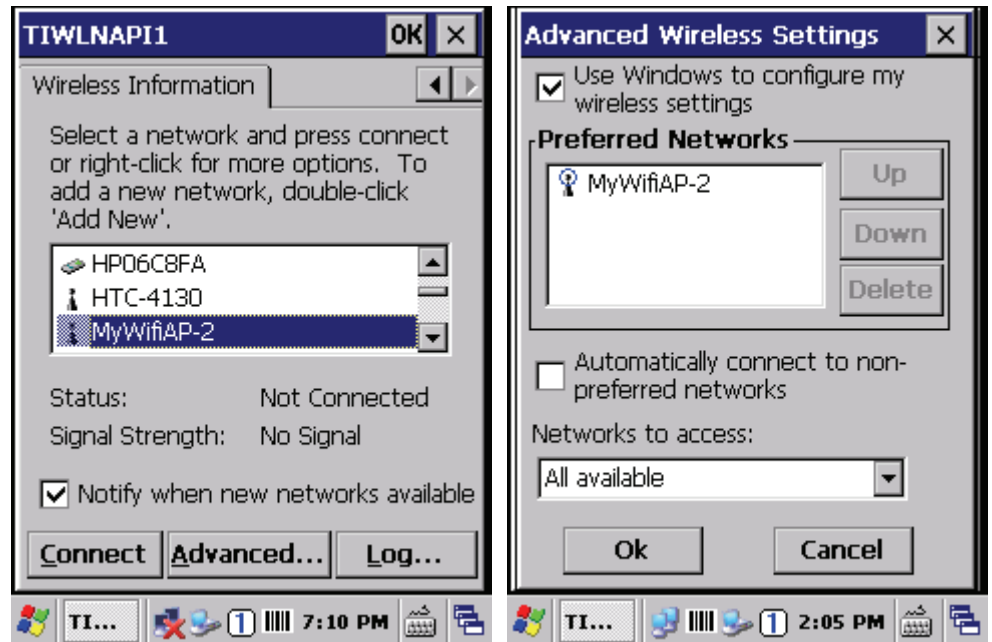 TIWLNAPI1 OK
Wireless Information
Select a network and press connect
or right-click for more options. To
add a new network, double-click
'Add New'.
HP06C8FA
HTC-4130
MyWifiAP-2
Status: Not Connected
Signal Strength: No Signal
Notify when new networks available
Connect Advanced... Log...
TI... 1 7:10 PM
Advanced Wireless Settings
Use Windows to configure my
wireless settings
Preferred Networks
MyWifiAP-2
Up
Down
Delete
Automatically connect to non-
preferred networks
Networks to access:
All available
Ok Cancel
TI... 1 2:05 PM